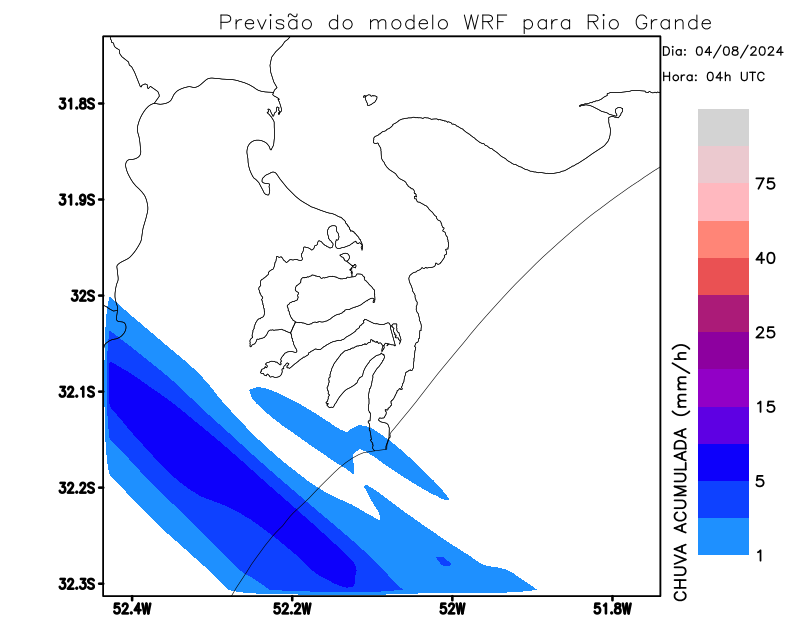 Previsão do modelo WRF para Rio Grande
Dia: 04/08/2024
Hora: 04h UTC
31.8S
31.9S
32S
32.1S
32.2S
32.3S
52.4W
52.2W
52W
51.8W
75
40
25
15
5
1
CHUVA ACUMULADA (mm/h)